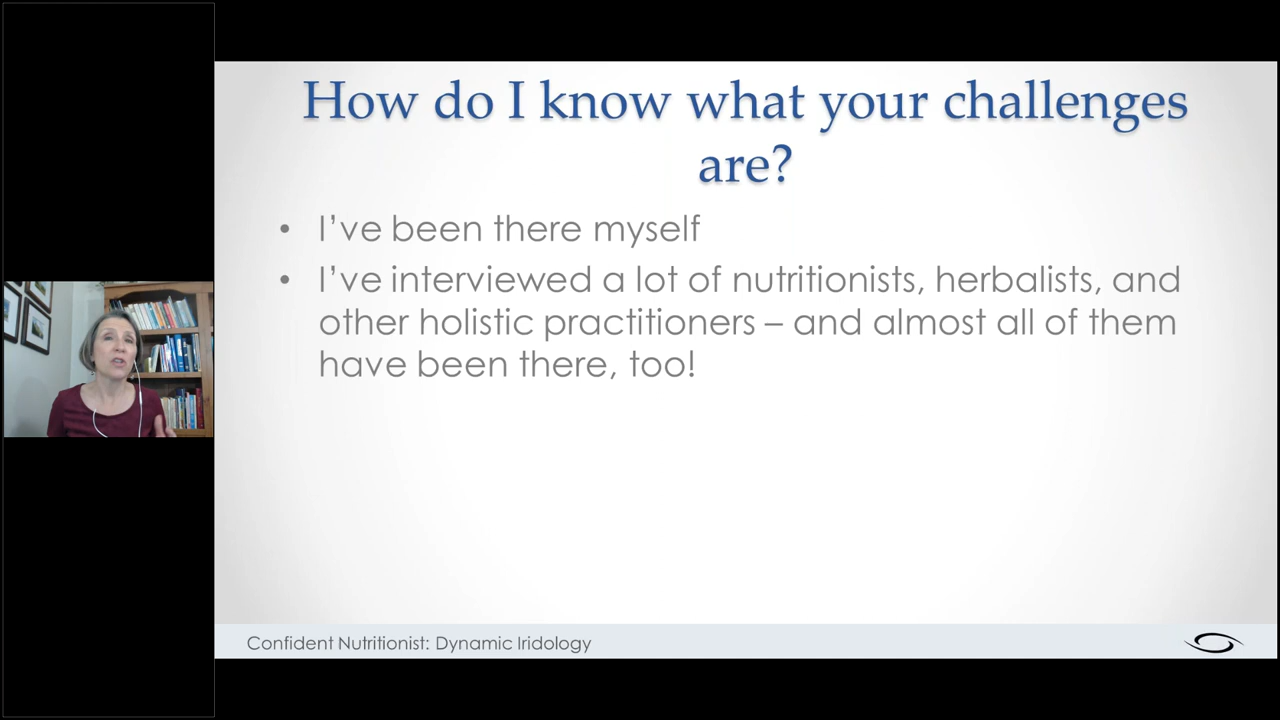 How do I know what your challenges
are?
• I’ve been there myself
• I’ve interviewed a lot of nutritionists, herbalists, and
other holistic practitioners – and almost all of them
have been there, too!
Confident Nutritionist: Dynamic Iridology